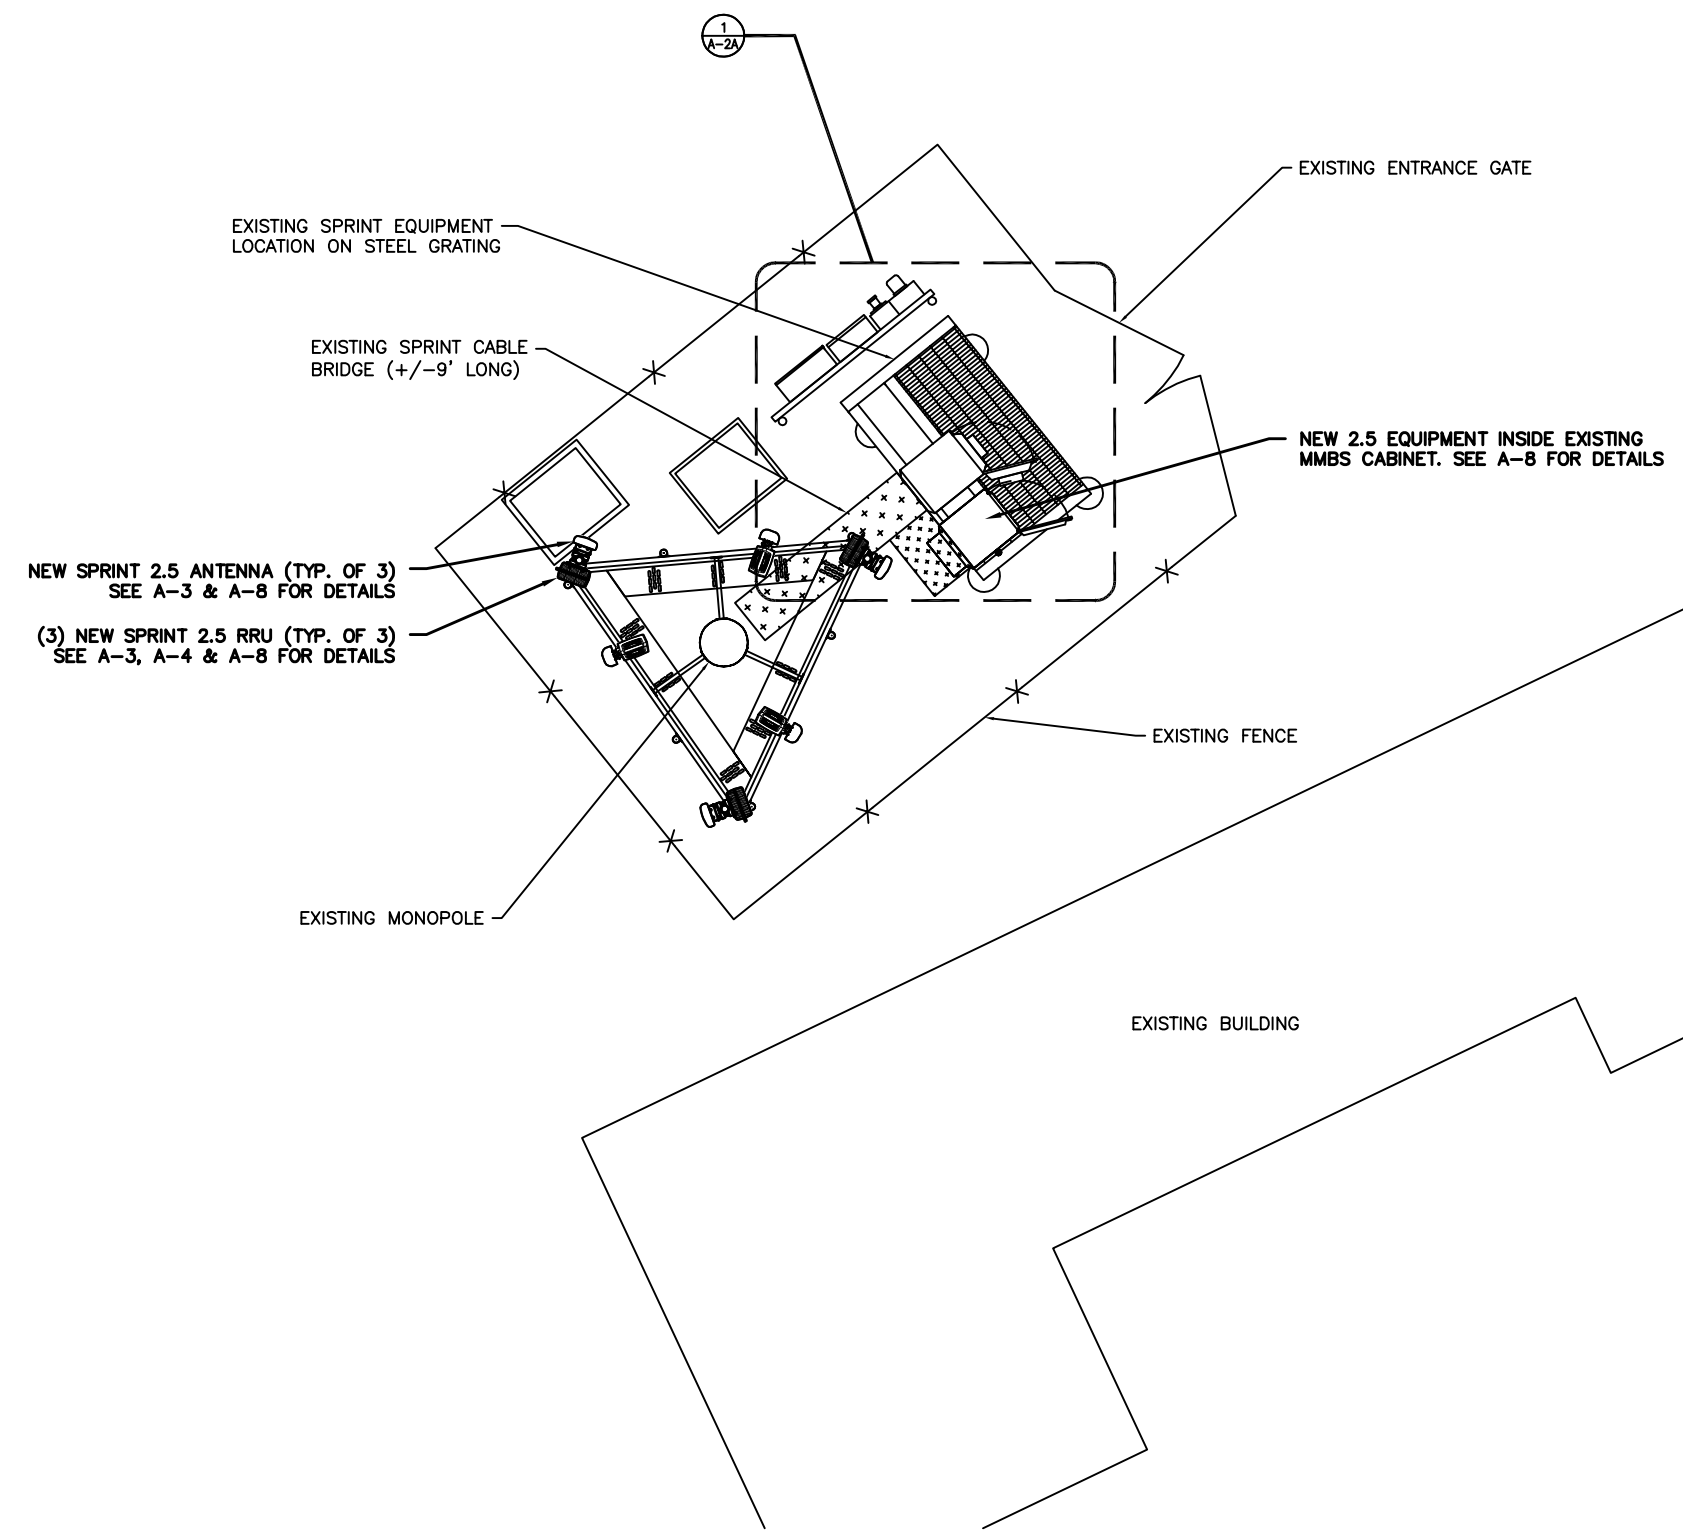 1
A-2A
EXISTING ENTRANCE GATE
EXISTING SPRINT EQUIPMENT
LOCATION ON STEEL GRATING
EXISTING SPRINT CABLE
BRIDGE (+/-9' LONG)
NEW 2.5 EQUIPMENT INSIDE EXISTING
MMBS CABINET. SEE A-8 FOR DETAILS
NEW SPRINT 2.5 ANTENNA (TYP. OF 3)
SEE A-3 & A-8 FOR DETAILS
(3) NEW SPRINT 2.5 RRU (TYP. OF 3)
SEE A-3, A-4 & A-8 FOR DETAILS
EXISTING FENCE
EXISTING MONOPOLE
EXISTING BUILDING